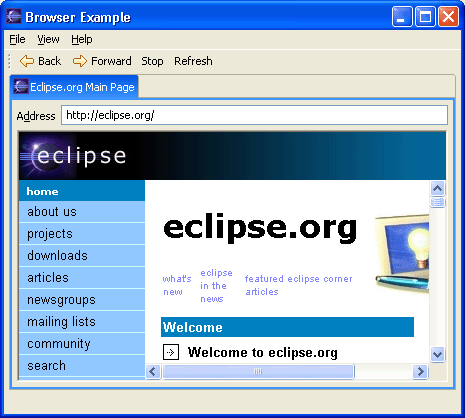 Browser Example
File View Help
Back Forward Stop Refresh
Eclipse.org Main Page
Address http://eclipse.org/
eclipse
home
about us
projects
downloads
articles
newsgroups
mailing lists
community
search
eclipse.org
what's new
eclipse in the news
featured articles
eclipse corner
Welcome
Welcome to eclipse.org